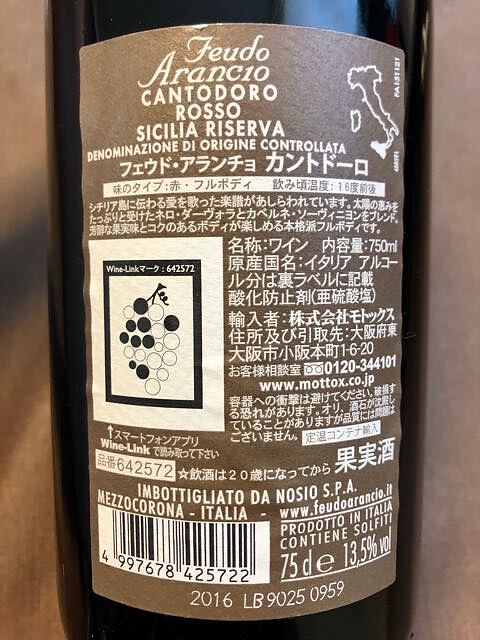 Feudo
Arancio
CANTODORO
ROSSO
SICILIA RISERVA
DENOMINAZIONE DI ORIGINE CONTROLLATA
フェウド・アランチョ カントドーロ
味のタイプ:赤・フルボディ 飲み頃温度:16度前後
シチリア島に伝わる愛を歌った楽譜があしらわれています。太陽の恵みを
たっぷりと受けたネロ・ダーヴォラとカベルネ・ソーヴィニヨンをブレンド。
芳醇な果実味とコクのあるボディが楽しめる本格派フルボディです。
Wine-Linkマーク:642572
↑スマートフォンアプリ
Wine-Linkで読み取って下さい
名称:ワイン 内容量:750ml
原産国名:イタリア アルコー
ル分は裏ラベルに記載
酸化防止剤(亜硫酸塩)
輸入者:株式会社モトックス
住所及び引取先:大阪府東
大阪市小阪本町1-6-20
お客様相談室 0120-344101
www.mottox.co.jp
容器への衝撃は避けてください。破損す
る恐れがあります。オリ、酒石が沈殿し
ていることがありますが品質には問題は
ございません。 定温コンテナ輸入
品番642572 ☆飲酒は20歳になってから 果実酒
IMBOTTIGLIATO DA NOSIO S.P.A.
MEZZOCORONA - ITALIA - www.feudoarancio.it
PRODOTTO IN ITALIA
CONTIENE SOLFITI
75 cl e 13,5% vol
4 997678 425722
2016 LB9025 0959
PA131121